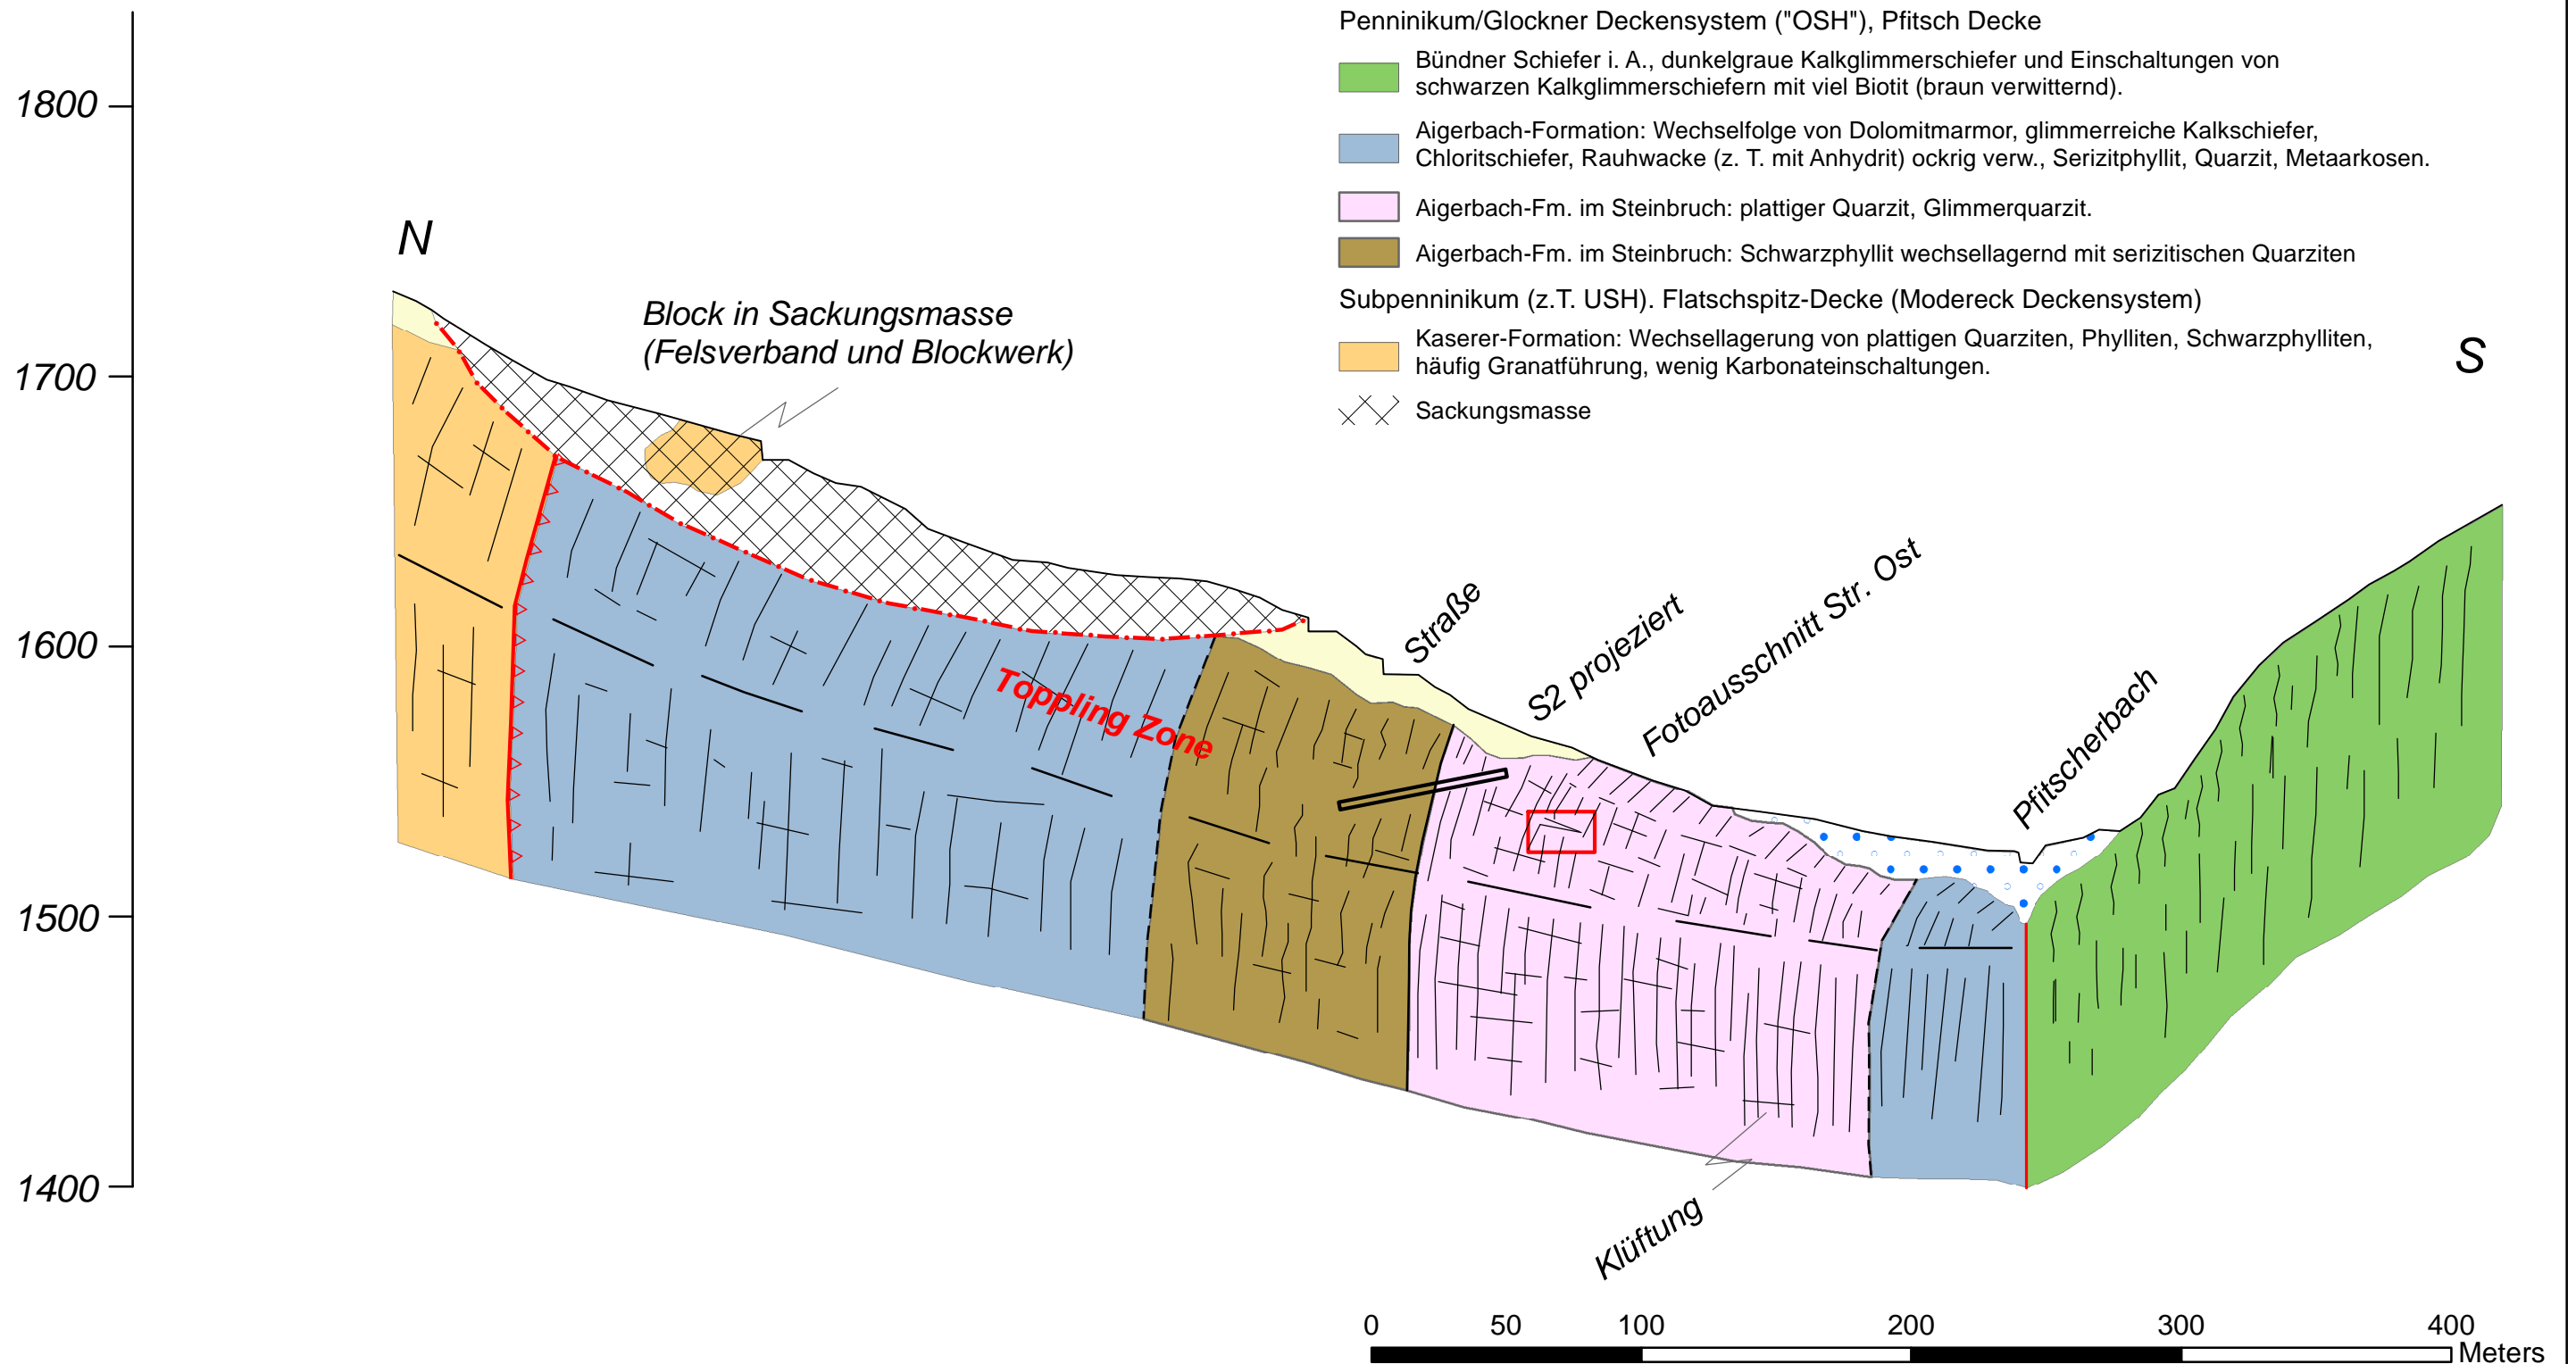 Penninikum/Glockner Deckensystem ("OSH"), Pfitsch Decke
Bündner Schiefer i. A., dunkelgraue Kalkglimmerschiefer und Einschaltungen von
schwarzen Kalkglimmerschiefern mit viel Biotit (braun verwitternd).
Aigerbach-Formation: Wechselfolge von Dolomitmarmor, glimmerreiche Kalkschiefer,
Chloritschiefer, Rauhwacke (z. T. mit Anhydrit) ockrig verw., Serizitphyllit, Quarzit, Metaarkosen.
Aigerbach-Fm. im Steinbruch: plattiger Quarzit, Glimmerquarzit.
Aigerbach-Fm. im Steinbruch: Schwarzphyllit wechsellagernd mit serizitischen Quarziten
Subpenninikum (z.T. USH). Flatschspitz-Decke (Modereck Deckensystem)
Kaserer-Formation: Wechsellagerung von plattigen Quarziten, Phylliten, Schwarzphylliten,
häufig Granatführung, wenig Karbonateinschaltungen.
Sackungsmasse
1800
1700
1600
1500
1400
N
S
Block in Sackungsmasse
(Felsverband und Blockwerk)
Toppling Zone
Straße
S2 projeziert
Fotoausschnitt Str. Ost
Pfitscherbach
Klüftung
0 50 100 200 300 400
Meters